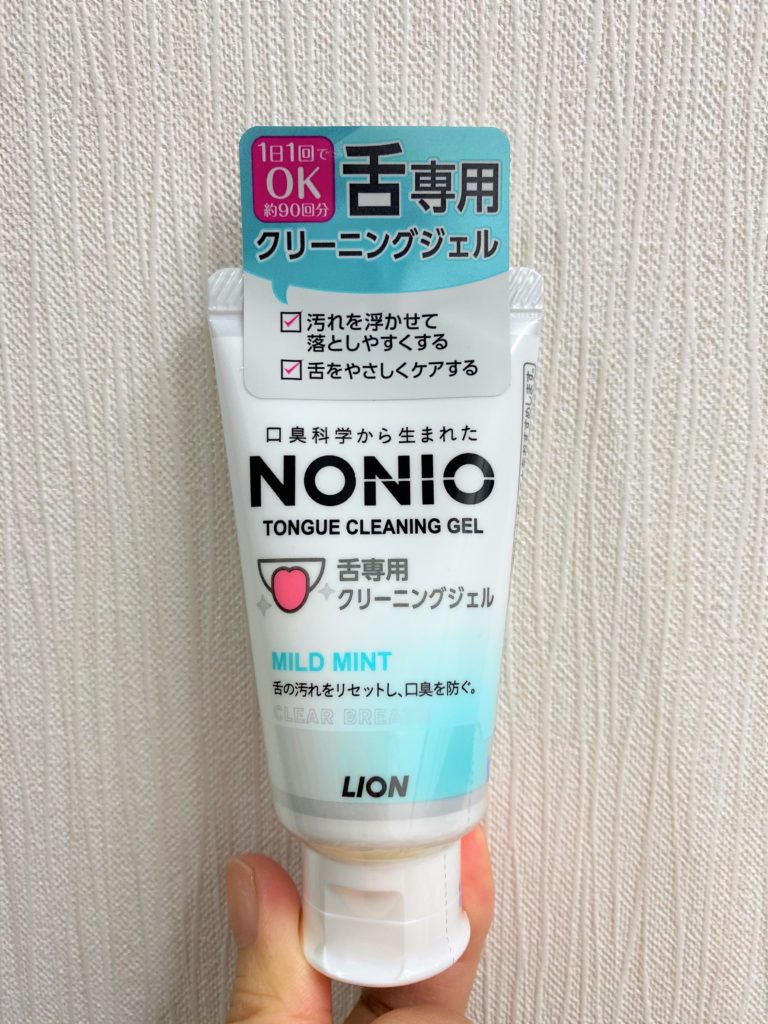 1日1回で
OK
約90回分
舌専用
クリーニングジェル
汚れを浮かせて
落としやすくする
舌をやさしくケアする
口臭科学から生まれた
NONIO
TONGUE CLEANING GEL
舌専用
クリーニングジェル
MILD MINT
舌の汚れをリセットし、口臭を防ぐ。
CLEAR BREATH
LION